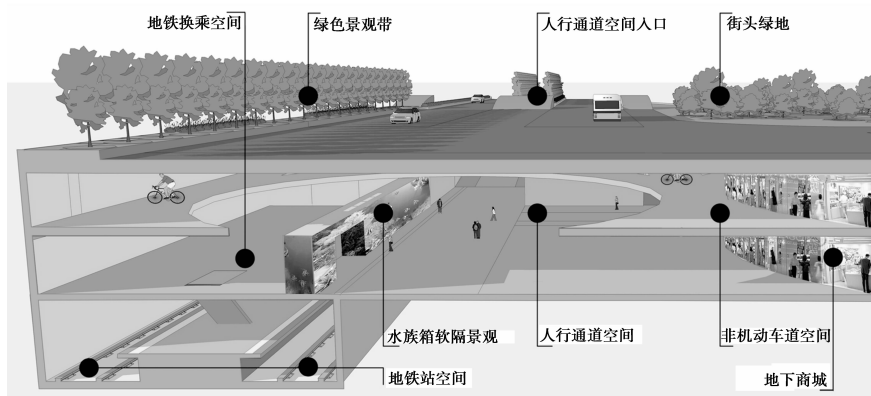 地铁换乘空间
绿色景观带
人行通道空间入口
街头绿地
水族箱软隔景观
人行通道空间
非机动车道空间
地铁站空间
地下商城